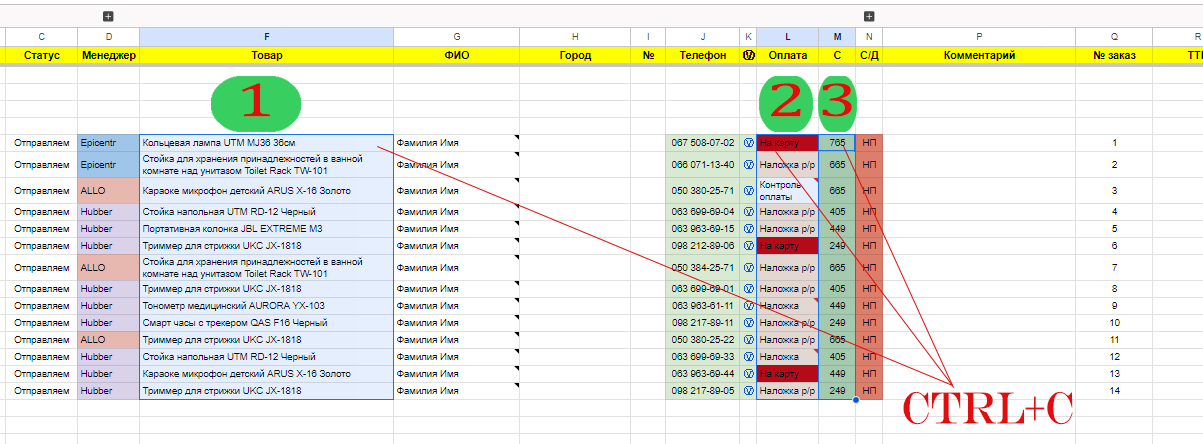 C D F G H I J K L M N P Q R
Статус Менеджер Товар ФИО Город № Телефон Ⓥ Оплата С С/Д Комментарий № заказ
1 2 3
Отправляем Epicentr Кольцевая лампа UTM MJ36 36см Фамилия Имя 067 508-07-02 Ⓥ На карту 765 НП 1
Отправляем Epicentr Стойка для хранения принадлежностей в ванной Фамилия Имя 066 071-13-40 Ⓥ Наложка р/р 665 НП 2
комнате над унитазом Toilet Rack TW-101
Отправляем ALLO Караоке микрофон детский ARUS X-16 Золото Фамилия Имя 050 380-25-71 Ⓥ Контроль 665 НП 3
оплаты
Отправляем Hubber Стойка напольная UTM RD-12 Черный Фамилия Имя 063 699-69-04 Ⓥ Наложка р/р 405 НП 4
Отправляем Hubber Портативная колонка JBL EXTREME M3 Фамилия Имя 063 963-69-15 Ⓥ Наложка р/р 449 НП 5
Отправляем Hubber Триммер для стрижки UKC JX-1818 Фамилия Имя 098 212-89-06 Ⓥ На карту 249 НП 6
Отправляем ALLO Стойка для хранения принадлежностей в ванной Фамилия Имя 050 384-25-71 Ⓥ Наложка р/р 665 НП 7
комнате над унитазом Toilet Rack TW-101
Отправляем Hubber Триммер для стрижки UKC JX-1818 Фамилия Имя 063 699-69-01 Ⓥ Наложка р/р 405 НП 8
Отправляем Hubber Тонометр медицинский AURORA YX-103 Фамилия Имя 063 963-61-11 Ⓥ Наложка 449 НП 9
Отправляем Hubber Смарт часы с трекером QAS F16 Черный Фамилия Имя 098 217-89-11 Ⓥ Наложка р/р 249 НП 10
Отправляем ALLO Триммер для стрижки UKC JX-1818 Фамилия Имя 050 380-25-22 Ⓥ Наложка р/р 665 НП 11
Отправляем Hubber Стойка напольная UTM RD-12 Черный Фамилия Имя 063 699-69-33 Ⓥ Наложка 405 НП 12
Отправляем Hubber Караоке микрофон детский ARUS X-16 Золото Фамилия Имя 063 963-69-44 Ⓥ На карту 449 НП 13
Отправляем Hubber Триммер для стрижки UKC JX-1818 Фамилия Имя 098 217-89-05 Ⓥ Наложка р/р 249 НП 14
CTRL+C